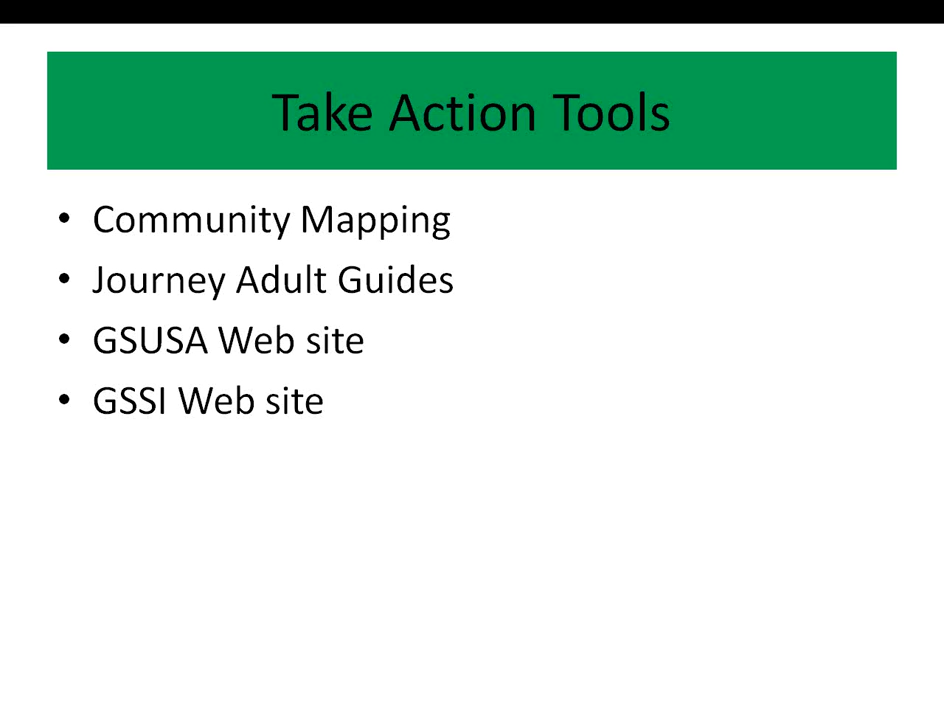 Take Action Tools
• Community Mapping
• Journey Adult Guides
• GSUSA Web site
• GSSI Web site